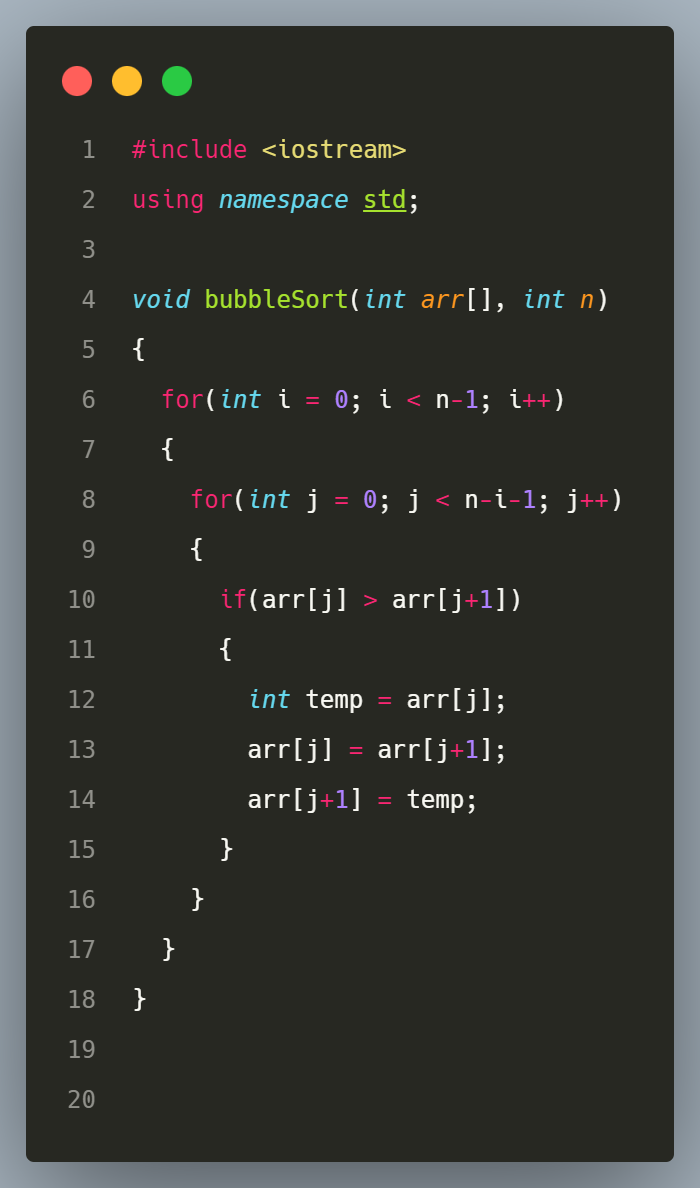 1 #include <iostream>
2 using namespace std;
3
4 void bubbleSort(int arr[], int n)
5 {
6   for(int i = 0; i < n-1; i++)
7   {
8     for(int j = 0; j < n-i-1; j++)
9     {
10       if(arr[j] > arr[j+1])
11       {
12         int temp = arr[j];
13         arr[j] = arr[j+1];
14         arr[j+1] = temp;
15       }
16     }
17   }
18 }
19
20